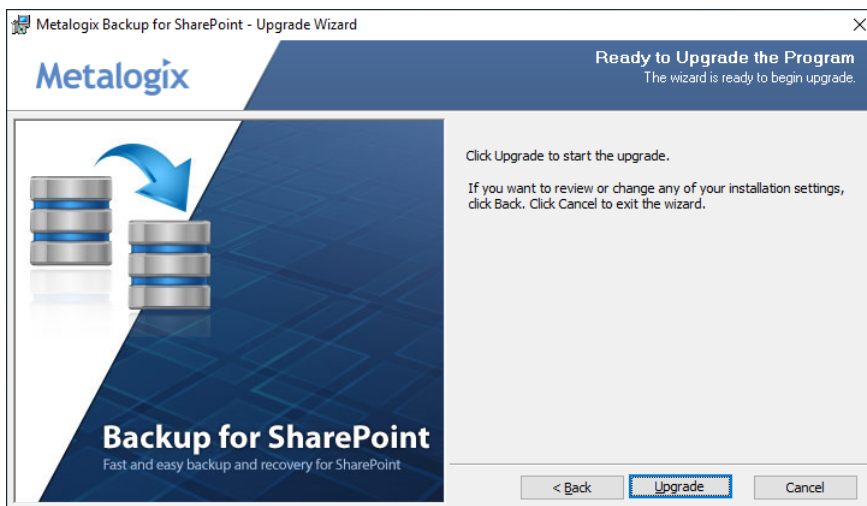 Metalogix Backup for SharePoint - Upgrade Wizard
Metalogix
Ready to Upgrade the Program
The wizard is ready to begin upgrade.
Click Upgrade to start the upgrade.
If you want to review or change any of your installation settings,
click Back. Click Cancel to exit the wizard.
Backup for SharePoint
Fast and easy backup and recovery for SharePoint
< Back
Upgrade
Cancel